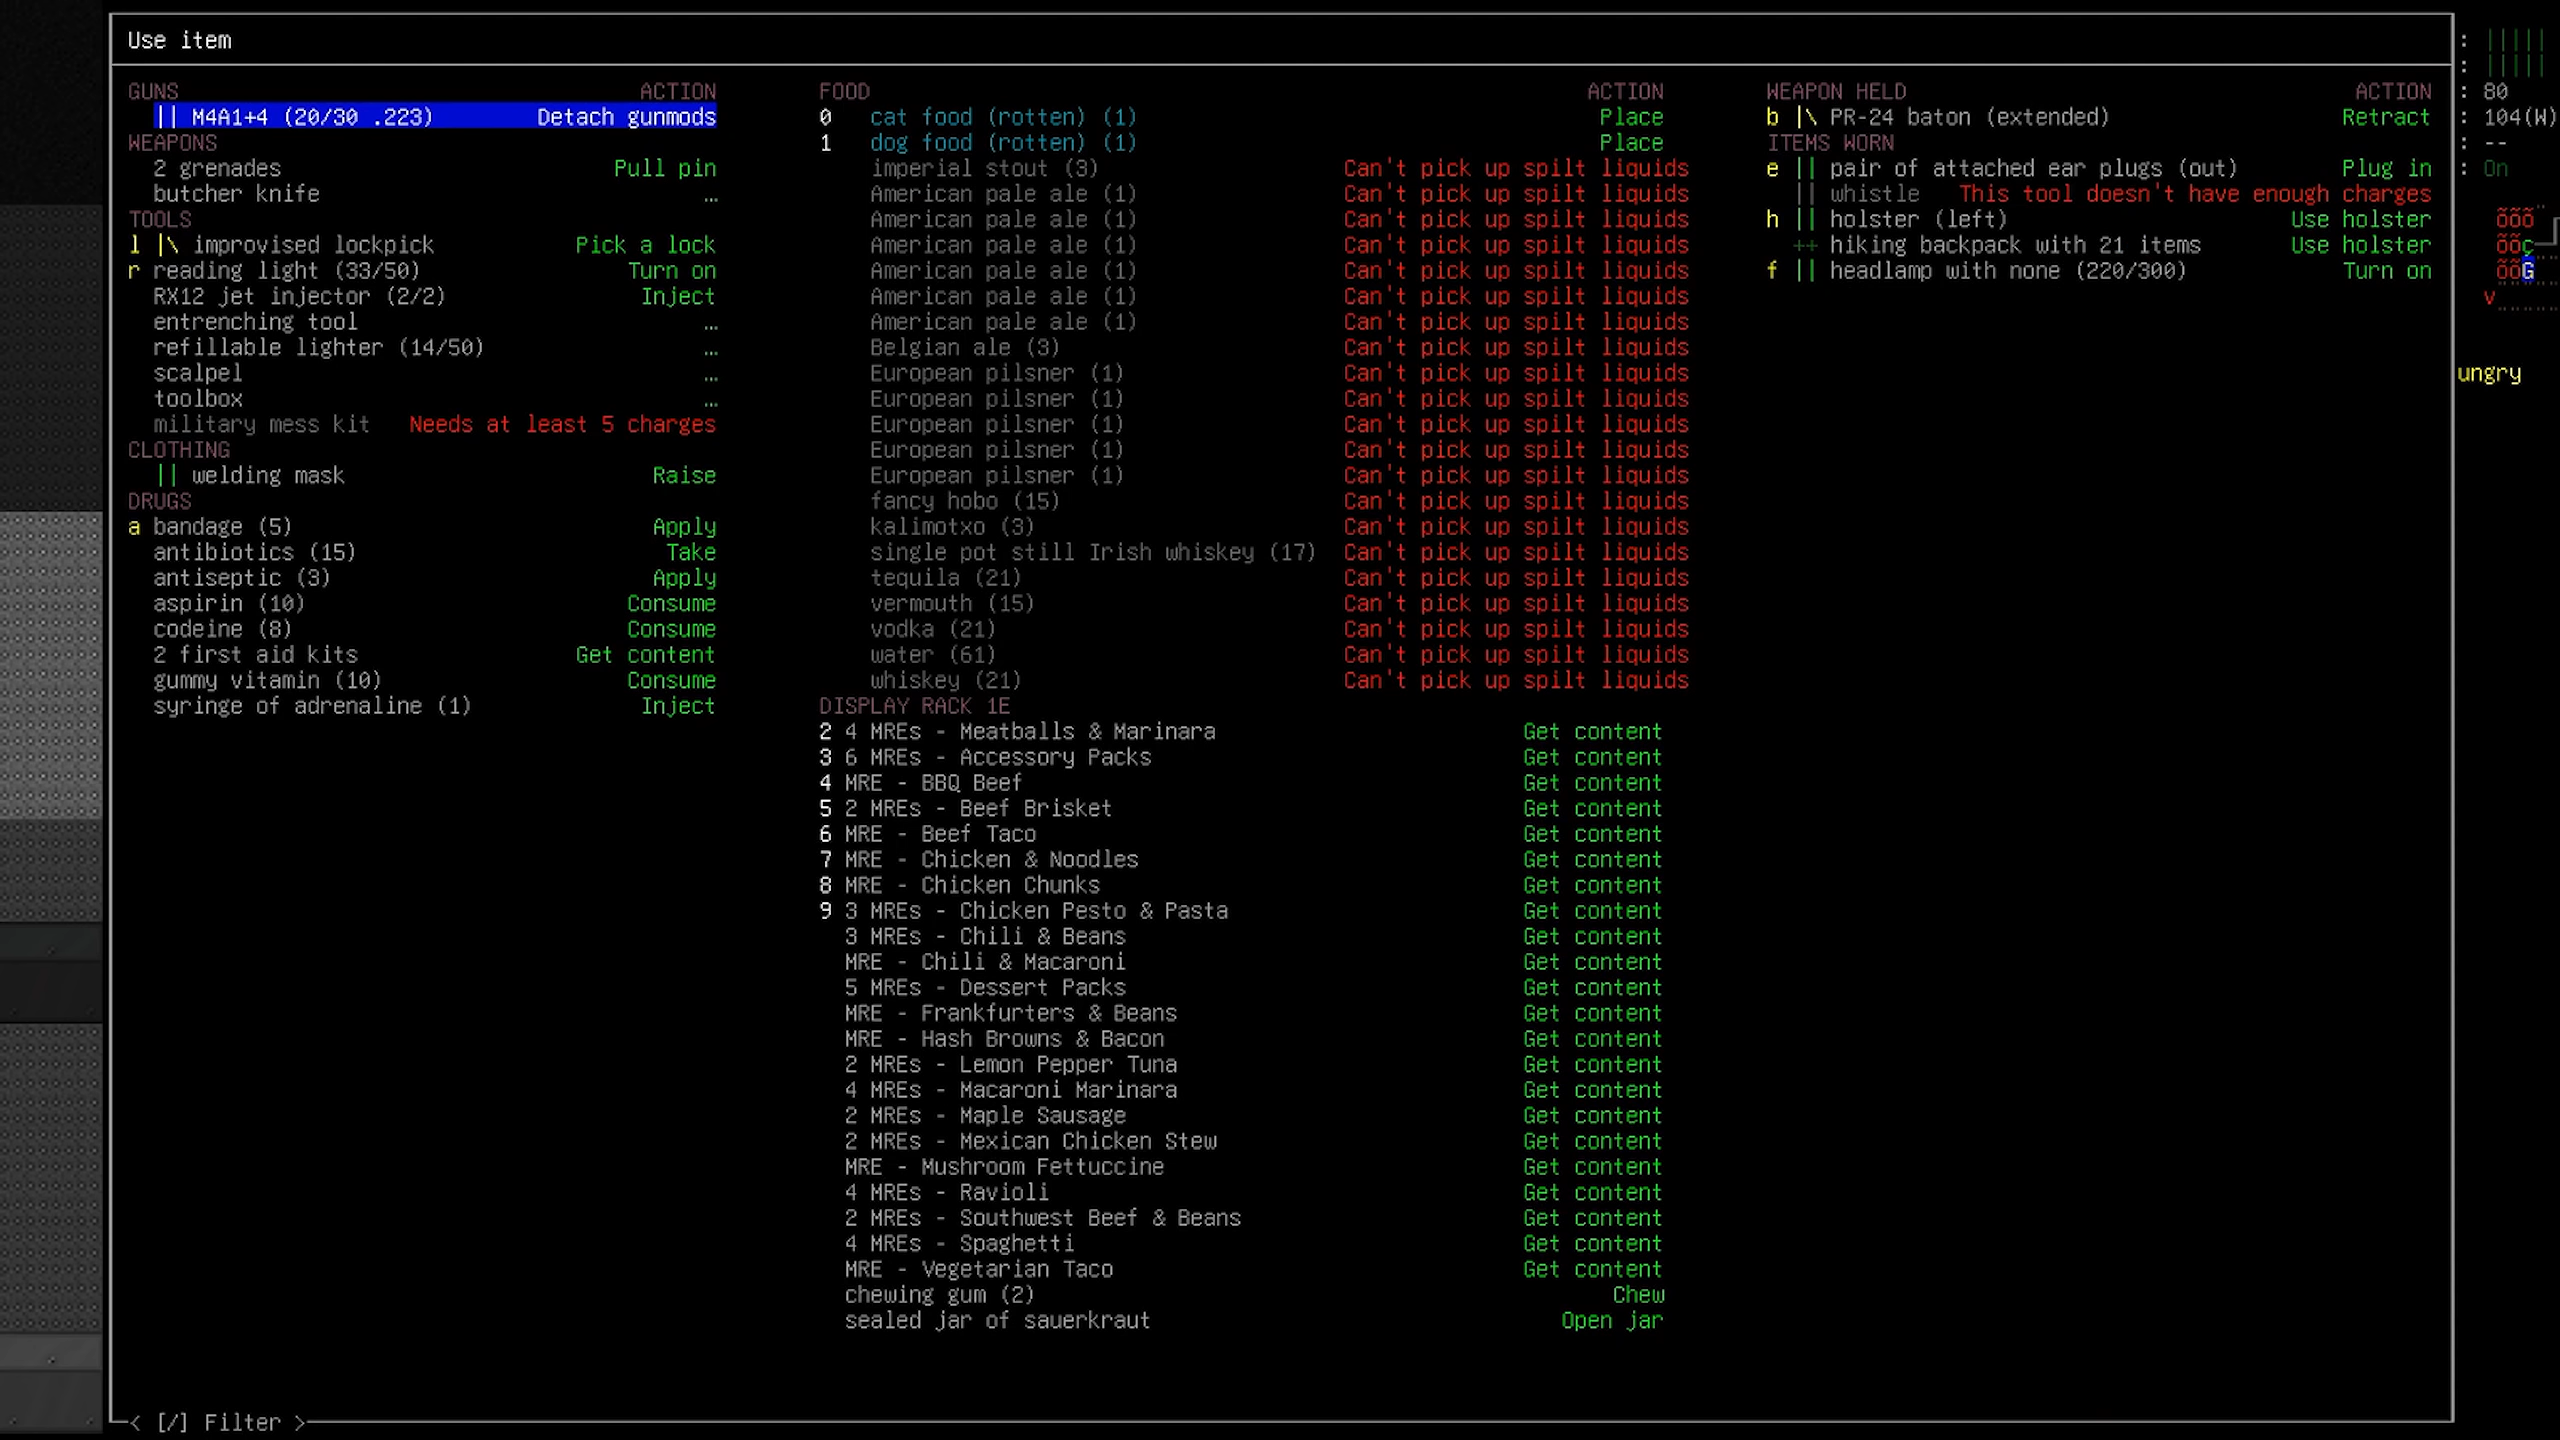 Use item
GUNS ACTION
|| M4A1+4 (20/30 .223) Detach gunmods
WEAPONS
2 grenades Pull pin
butcher knife …
TOOLS
l |\ improvised lockpick Pick a lock
r reading light (33/50) Turn on
RX12 jet injector (2/2) Inject
entrenching tool …
refillable lighter (14/50) …
scalpel …
toolbox …
military mess kit Needs at least 5 charges
CLOTHING
|| welding mask Raise
DRUGS
a bandage (5) Apply
antibiotics (15) Take
antiseptic (3) Apply
aspirin (10) Consume
codeine (8) Consume
2 first aid kits Get content
gummy vitamin (10) Consume
syringe of adrenaline (1) Inject
FOOD ACTION
0 cat food (rotten) (1) Place
1 dog food (rotten) (1) Place
imperial stout (3) Can't pick up spilt liquids
American pale ale (1) Can't pick up spilt liquids
American pale ale (1) Can't pick up spilt liquids
American pale ale (1) Can't pick up spilt liquids
American pale ale (1) Can't pick up spilt liquids
American pale ale (1) Can't pick up spilt liquids
American pale ale (1) Can't pick up spilt liquids
Belgian ale (3) Can't pick up spilt liquids
European pilsner (1) Can't pick up spilt liquids
European pilsner (1) Can't pick up spilt liquids
European pilsner (1) Can't pick up spilt liquids
European pilsner (1) Can't pick up spilt liquids
European pilsner (1) Can't pick up spilt liquids
fancy hobo (15) Can't pick up spilt liquids
kalimotxo (3) Can't pick up spilt liquids
single pot still Irish whiskey (17) Can't pick up spilt liquids
tequila (21) Can't pick up spilt liquids
vermouth (15) Can't pick up spilt liquids
vodka (21) Can't pick up spilt liquids
water (61) Can't pick up spilt liquids
whiskey (21) Can't pick up spilt liquids
DISPLAY RACK 1E
2 4 MREs - Meatballs & Marinara Get content
3 6 MREs - Accessory Packs Get content
4 MRE - BBQ Beef Get content
5 2 MREs - Beef Brisket Get content
6 MRE - Beef Taco Get content
7 MRE - Chicken & Noodles Get content
8 MRE - Chicken Chunks Get content
9 3 MREs - Chicken Pesto & Pasta Get content
3 MREs - Chili & Beans Get content
MRE - Chili & Macaroni Get content
5 MREs - Dessert Packs Get content
MRE - Frankfurters & Beans Get content
MRE - Hash Browns & Bacon Get content
2 MREs - Lemon Pepper Tuna Get content
4 MREs - Macaroni Marinara Get content
2 MREs - Maple Sausage Get content
2 MREs - Mexican Chicken Stew Get content
MRE - Mushroom Fettuccine Get content
4 MREs - Ravioli Get content
2 MREs - Southwest Beef & Beans Get content
4 MREs - Spaghetti Get content
MRE - Vegetarian Taco Get content
chewing gum (2) Chew
sealed jar of sauerkraut Open jar
WEAPON HELD ACTION
b |\ PR-24 baton (extended) Retract
ITEMS WORN
e || pair of attached ear plugs (out) Plug in
|| whistle This tool doesn't have enough charges
h || holster (left) Use holster
++ hiking backpack with 21 items Use holster
f || headlamp with none (220/300) Turn on
: |||||
: |||||
: 80
: 104(W)
: --
: On
ööö
ööç
ööG
v
ungry
< [/] Filter >